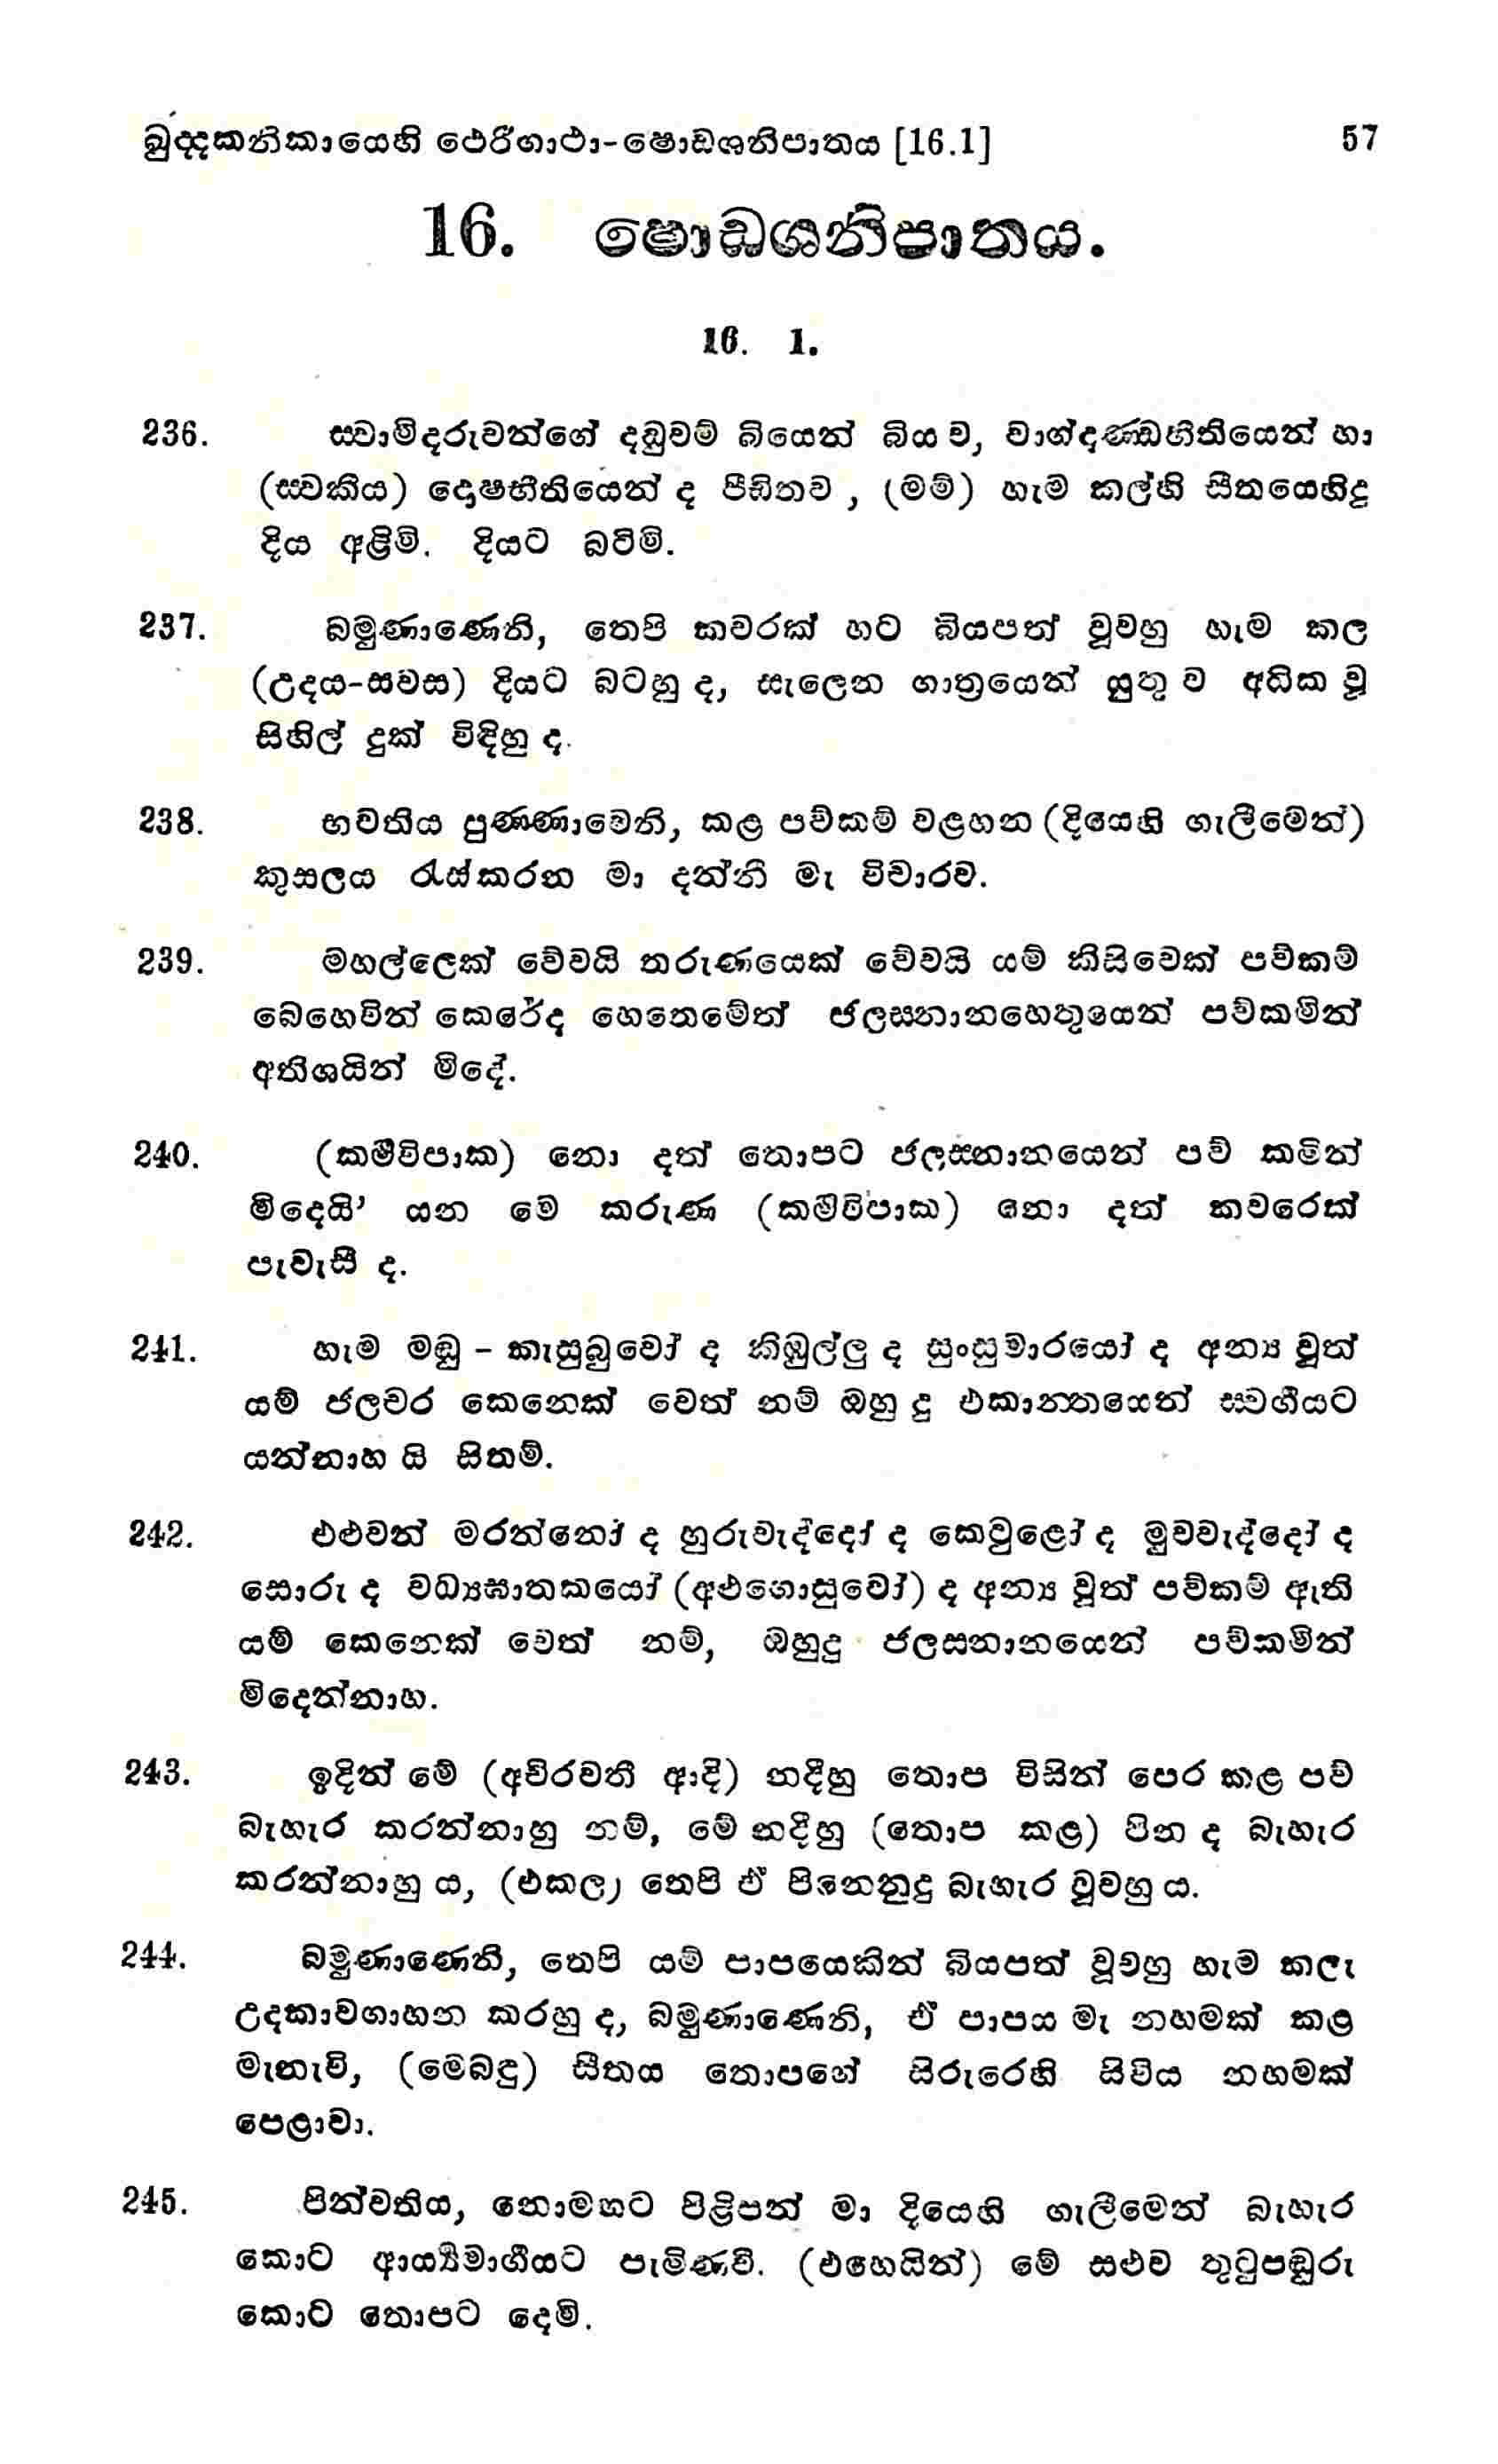 ඛුද්දකනිකායෙහි ථෙරීගාථා-ෂොඩශනිපාතය [16.1] 57
16. ෂොඩශනිපාතය.
16. 1.
236. ස්වාමිදරුවන්ගේ දඬුවම් බියෙන් බිය ව, වාග්දණ්ඩභීතියෙන් හා
(ස්වකීය) දොෂභීතියෙන් ද පීඩිතව, (මම්) හැම කල්හි සීතයෙහිදු
දිය අළිමි. දියට බටිමි.
237. බමුණාණෙනි, තෙපි කවරක් හට බියපත් වූවහු හැම කල
(උදය-සවස) දියට බටහු ද, සැලෙන ගාත්‍රයෙන් යුතු ව අධික වූ
සිහිල් දුක් විඳිහු ද.
238. භවතිය පුණ්ණාවෙනි, කළ පව්කම් වළහන (දියෙහි ගැලීමෙන්)
කුසලය රැස්කරන මා දන්නී මැ විචාරව.
239. මහල්ලෙක් වේවයි තරුණයෙක් වේවයි යම් කිසිවෙක් පව්කම්
බෙහෙවින් කෙරේද හෙතෙමේත් ජලස්නානහෙතුයෙන් පව්කමින්
අතිශයින් මිදේ.
240. (කර්මවිපාක) නො දත් තොපට ජලස්නානයෙන් පව් කමින්
මිදෙයි’ යන මේ කරුණ (කර්මවිපාක) නො දත් කවරෙක්
පැවැසී ද.
241. හැම මඬු - කැසුබුවෝ ද කිඹුල්ලු ද සුංසුමාරයෝ ද අන්‍ය වූත්
යම් ජලචර කෙනෙක් වෙත් නම් ඔහු දු එකාන්තයෙන් ස්වර්ගයට
යන්නාහ යි සිතම්.
242. එළුවන් මරන්නෝ ද හුරුවැද්දෝ ද කෙවුළෝ ද මුවවැද්දෝ ද
සොරු ද වධ්‍යඝාතකයෝ (අළුගොසුවෝ) ද අන්‍ය වූත් පව්කම් ඇති
යම් කෙනෙක් වෙත් නම්, ඔහුදු ජලස්නානයෙන් පව්කමින්
මිදෙන්නාහ.
243. ඉදින් මේ (අචිරවතී ආදි) නදීහු තොප විසින් පෙර කළ පව්
බැහැර කරන්නාහු නම්, මේ නදීහු (තොප කළ) පින ද බැහැර
කරන්නාහු ය, (එකල) තෙපි ඒ පිනෙනුදු බැහැර වූවහු ය.
244. බමුණාණෙනි, තෙපි යම් පාපයෙකින් බියපත් වූවහු හැම කලැ
උදකාවගාහන කරහු ද, බමුණාණෙනි, ඒ පාපය මැ නහමක් කළ
මැනැවි, (මෙබඳු) සීතය තොපගේ සිරුරෙහි සිවිය නහමක්
පෙළාවා.
245. පින්වතිය, නොමඟට පිළිපන් මා දියෙහි ගැලීමෙන් බැහැර
කොට ආර්‍ය්‍යමාර්ගයට පැමිණවි. (එහෙයින්) මේ සළුව තුටුපඬුරු
කොට තොපට දෙමි.